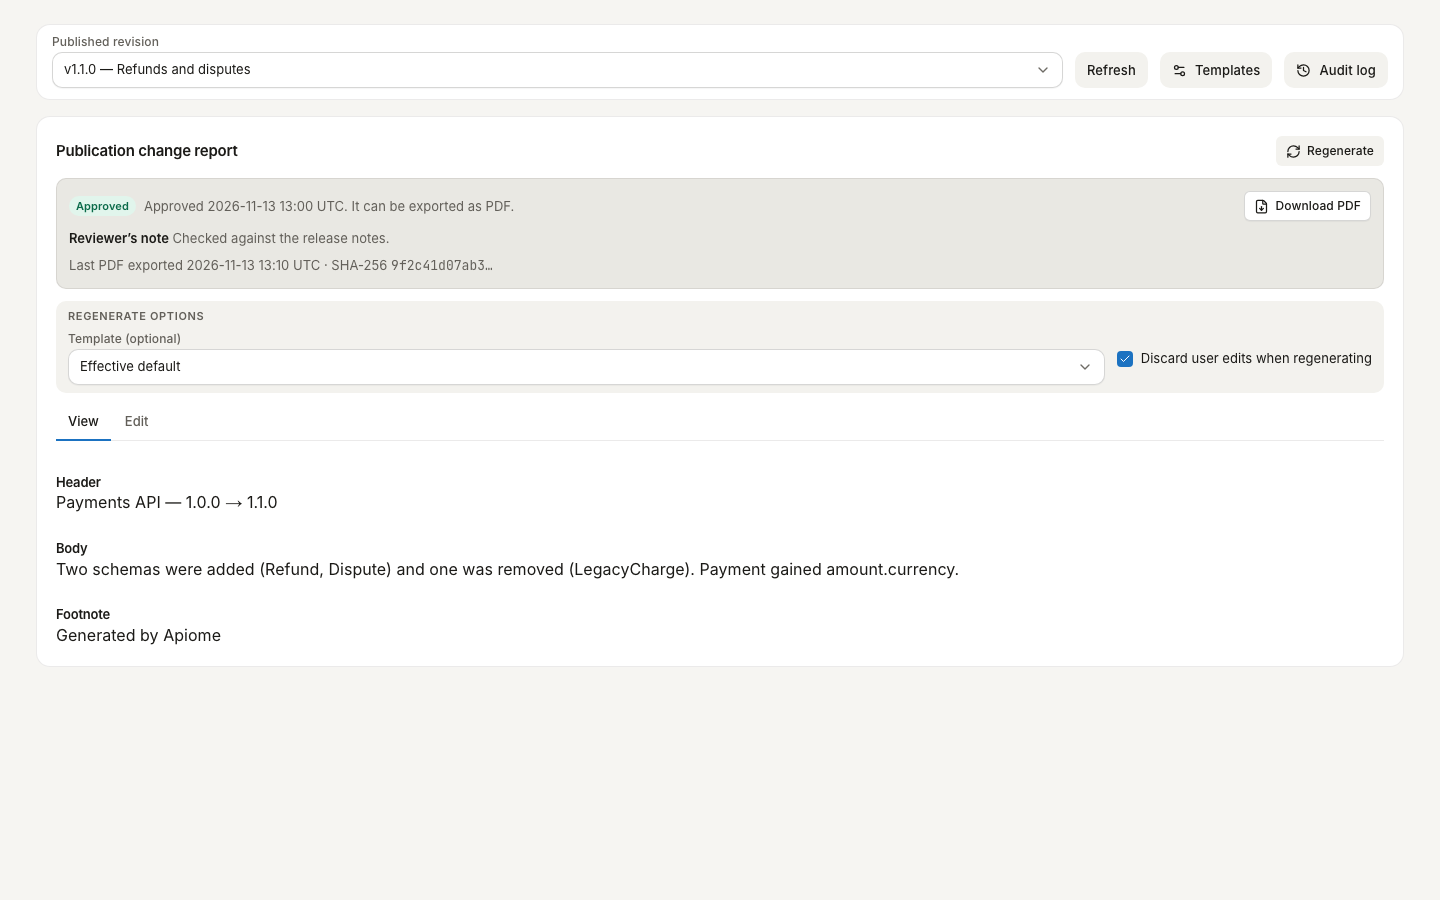 Published revision
v1.1.0 — Refunds and disputes
Refresh
Templates
Audit log
Publication change report
Regenerate
Approved
Approved 2026-11-13 13:00 UTC. It can be exported as PDF.
Download PDF
Reviewer’s note Checked against the release notes.
Last PDF exported 2026-11-13 13:10 UTC · SHA-256 9f2c41d07ab3…
REGENERATE OPTIONS
Template (optional)
Effective default
Discard user edits when regenerating
View
Edit
Header
Payments API — 1.0.0 → 1.1.0
Body
Two schemas were added (Refund, Dispute) and one was removed (LegacyCharge). Payment gained amount.currency.
Footnote
Generated by Apiome